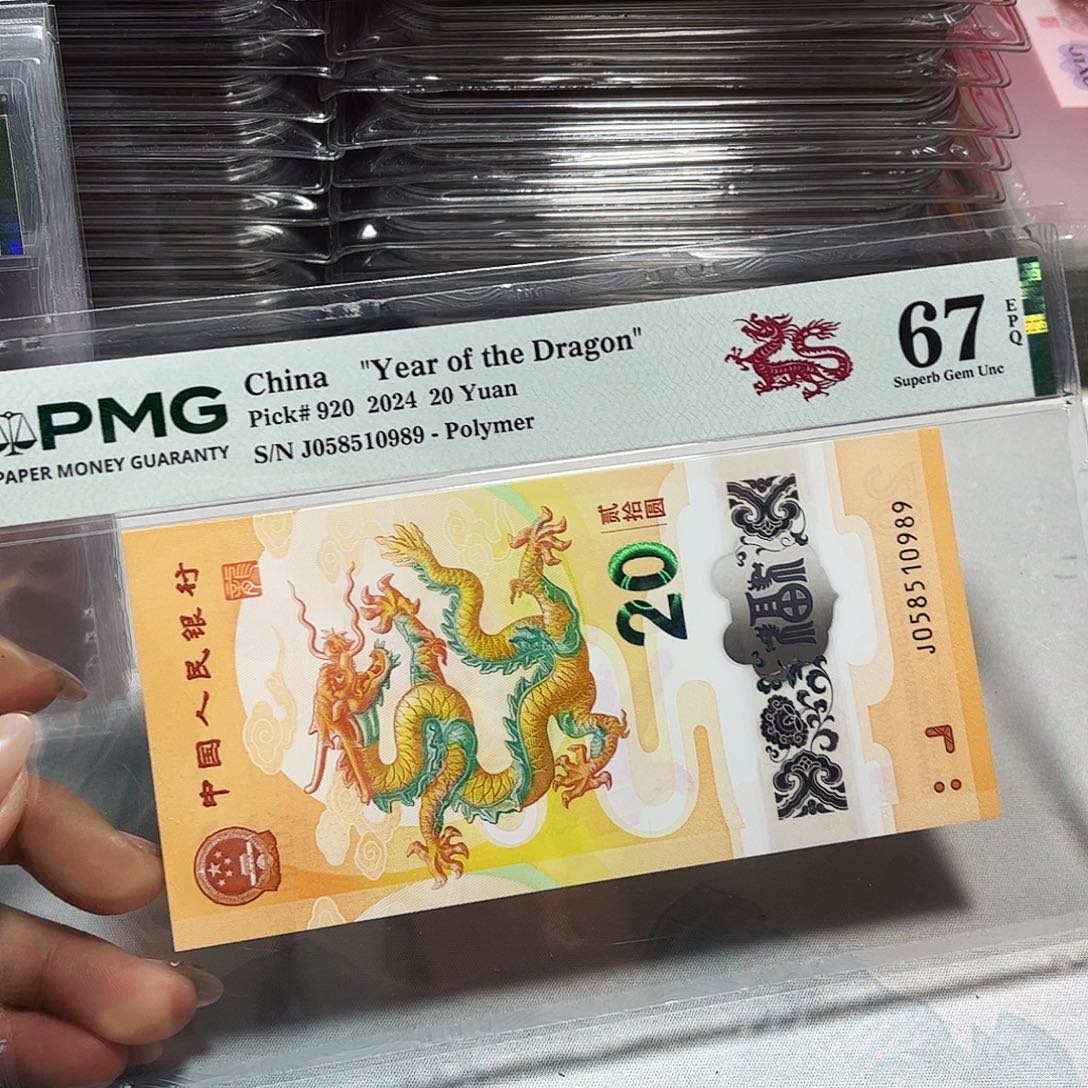 PMG
PAPER MONEY GUARANTY
China "Year of the Dragon"
Pick# 920 2024 20 Yuan
S/N J058510989 - Polymer
67
EPQ
Superb Gem Unc
中国人民银行
贰拾圆
20
J058510989